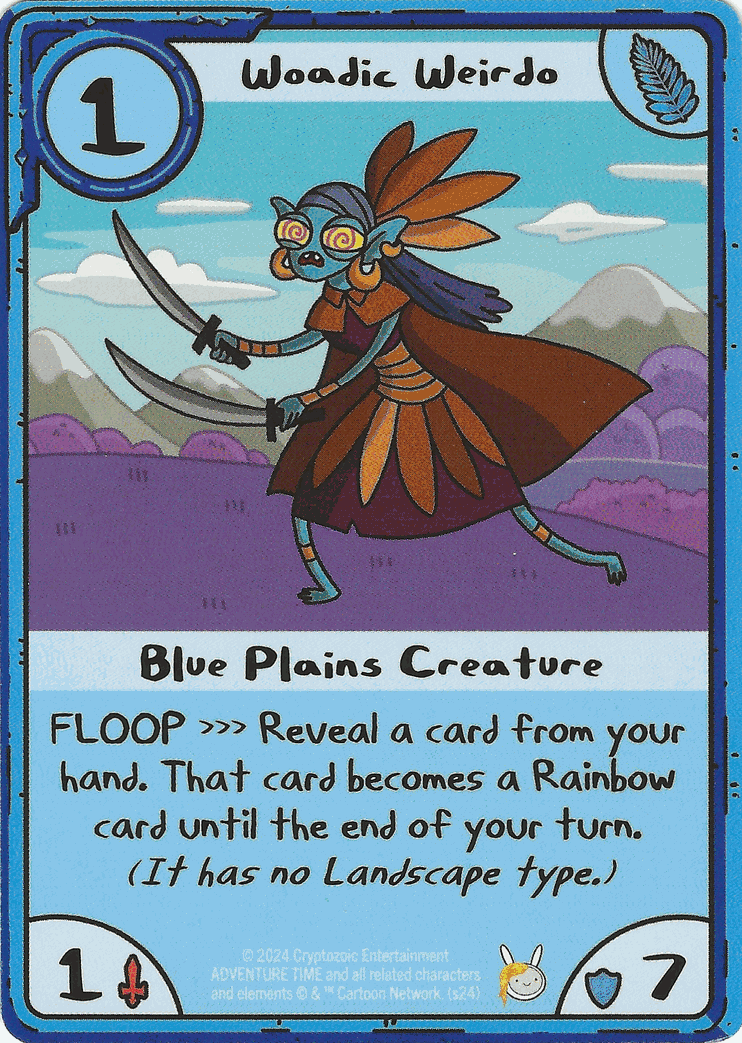 1
Woadic Weirdo
Blue Plains Creature
FLOOP >>> Reveal a card from your
hand. That card becomes a Rainbow
card until the end of your turn.
(It has no Landscape type.)
1
© 2024 Cryptozoic Entertainment
ADVENTURE TIME and all related characters
and elements © & ™ Cartoon Network. (s24)
7